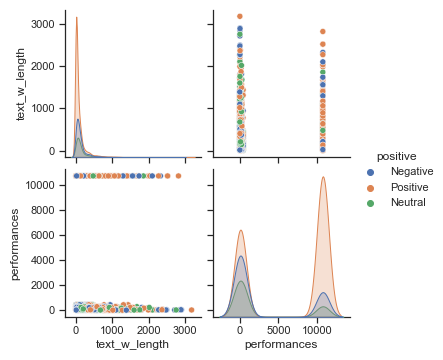 3000
2000
1000
0
text_w_length
10000
8000
6000
4000
2000
0
performances
0 1000 2000 3000
text_w_length
0 10000
performances
positive
Negative
Positive
Neutral